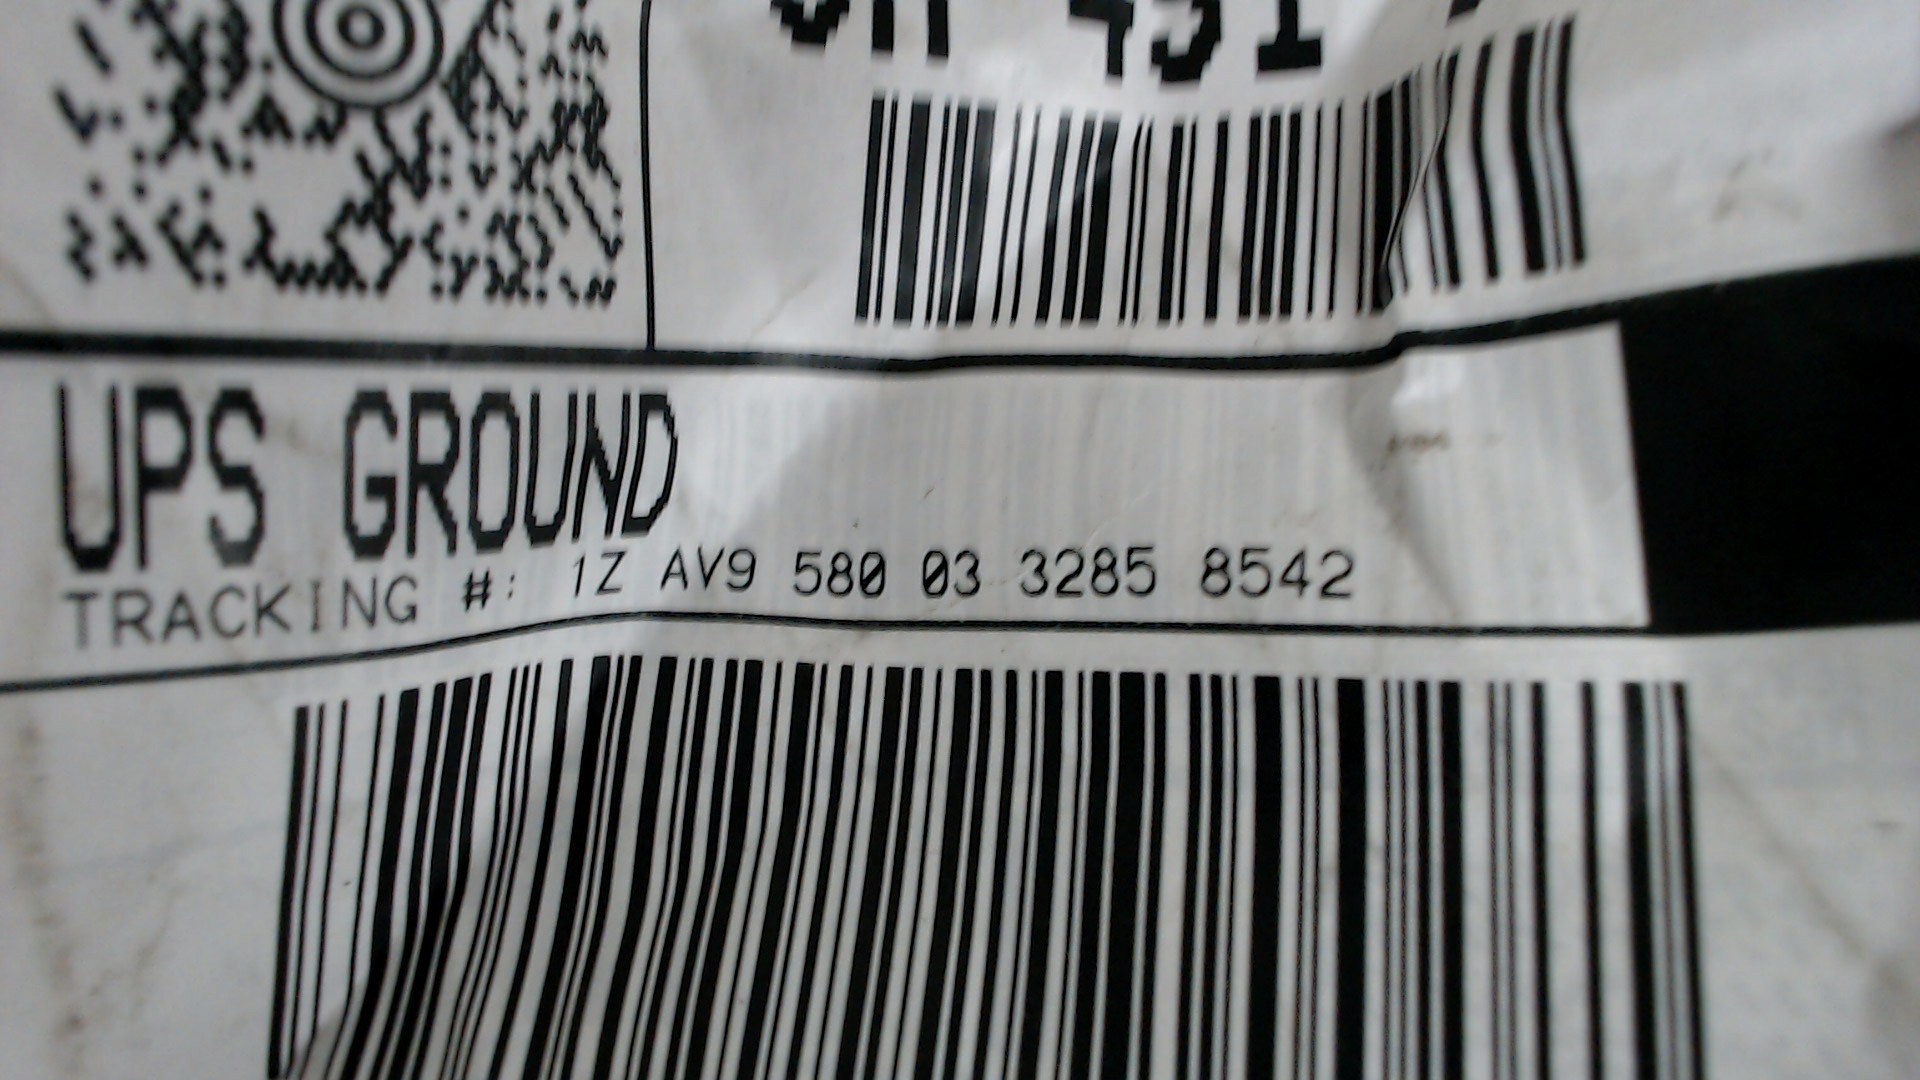 UPS GROUND
TRACKING #: 1Z AV9 580 03 3285 8542